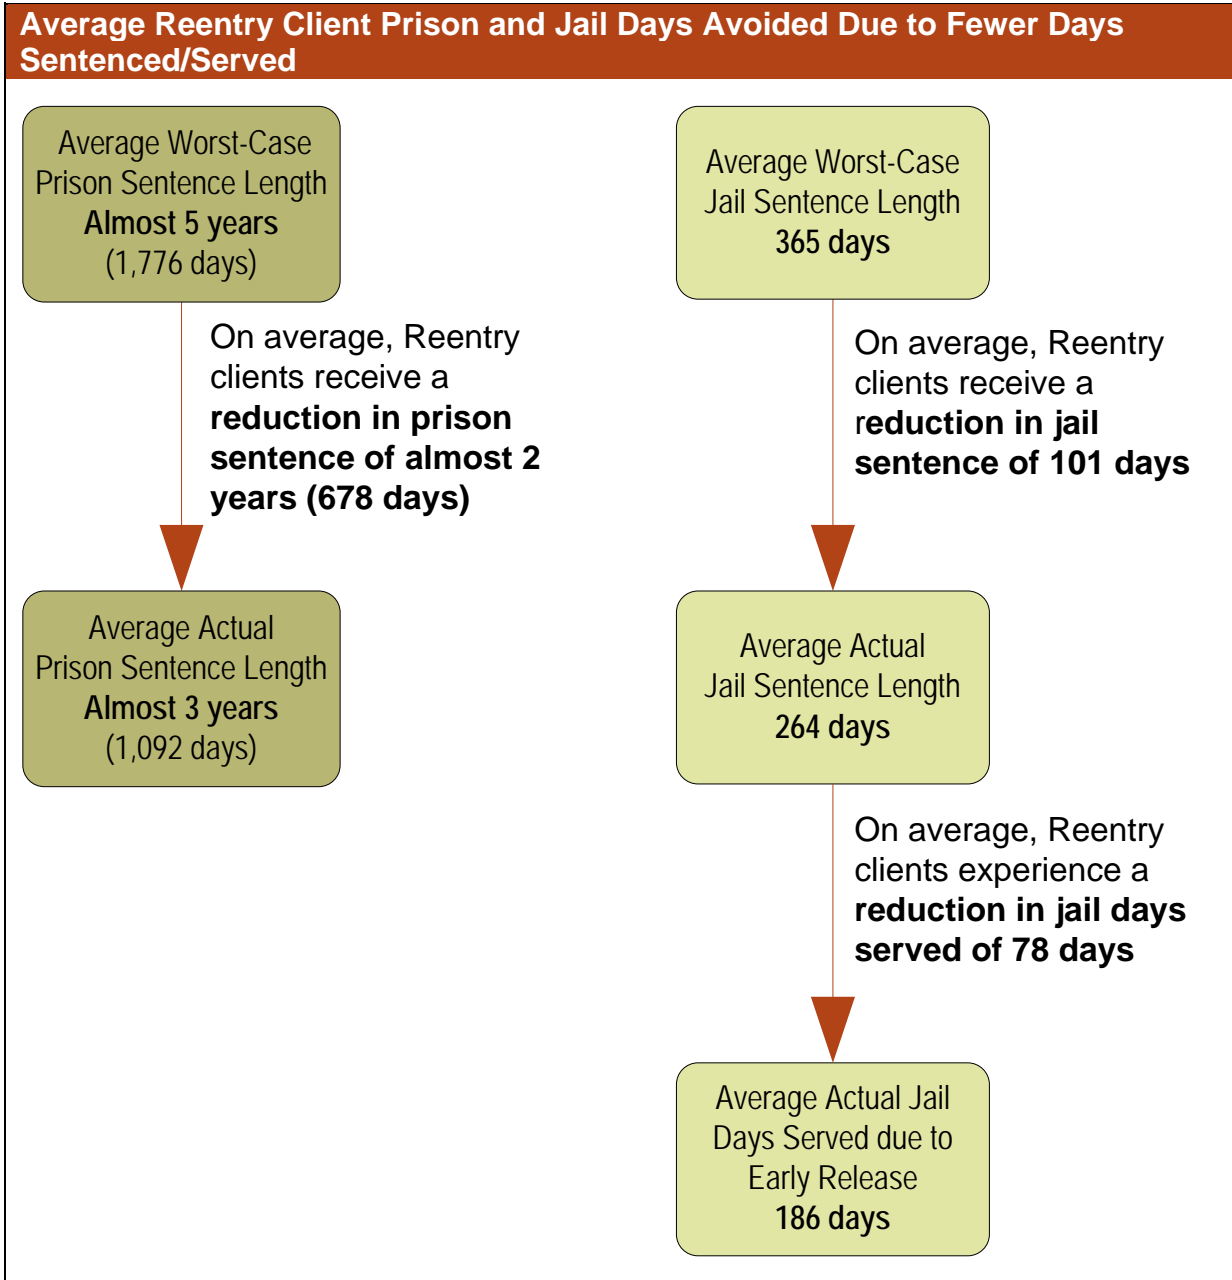 Average Reentry Client Prison and Jail Days Avoided Due to Fewer Days
Sentenced/Served
Average Worst-Case
Prison Sentence Length
Almost 5 years
(1,776 days)
On average, Reentry
clients receive a
reduction in prison
sentence of almost 2
years (678 days)
Average Actual
Prison Sentence Length
Almost 3 years
(1,092 days)
Average Worst-Case
Jail Sentence Length
365 days
On average, Reentry
clients receive a
reduction in jail
sentence of 101 days
Average Actual
Jail Sentence Length
264 days
On average, Reentry
clients experience a
reduction in jail days
served of 78 days
Average Actual Jail
Days Served due to
Early Release
186 days